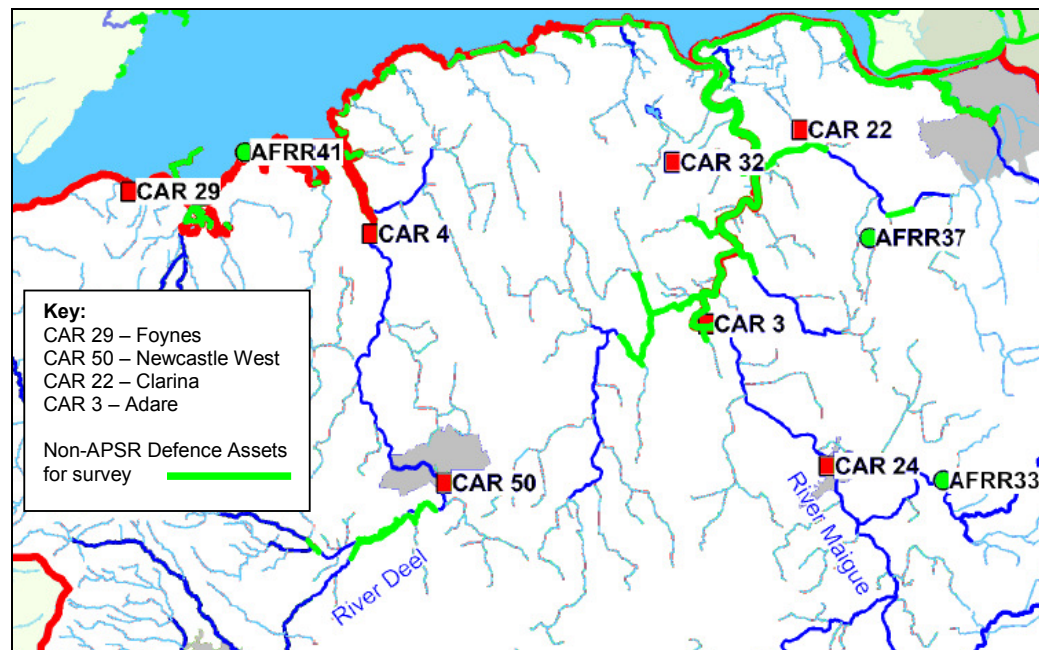 CAR 22
AFRR41
CAR 32
CAR 29
CAR 4
AFRR37
Key:
CAR 29 – Foynes
CAR 50 – Newcastle West
CAR 22 – Clarina
CAR 3 – Adare
Non-APSR Defence Assets
for survey
CAR 3
CAR 24
CAR 50
AFRR33
River Maigue
River Deel